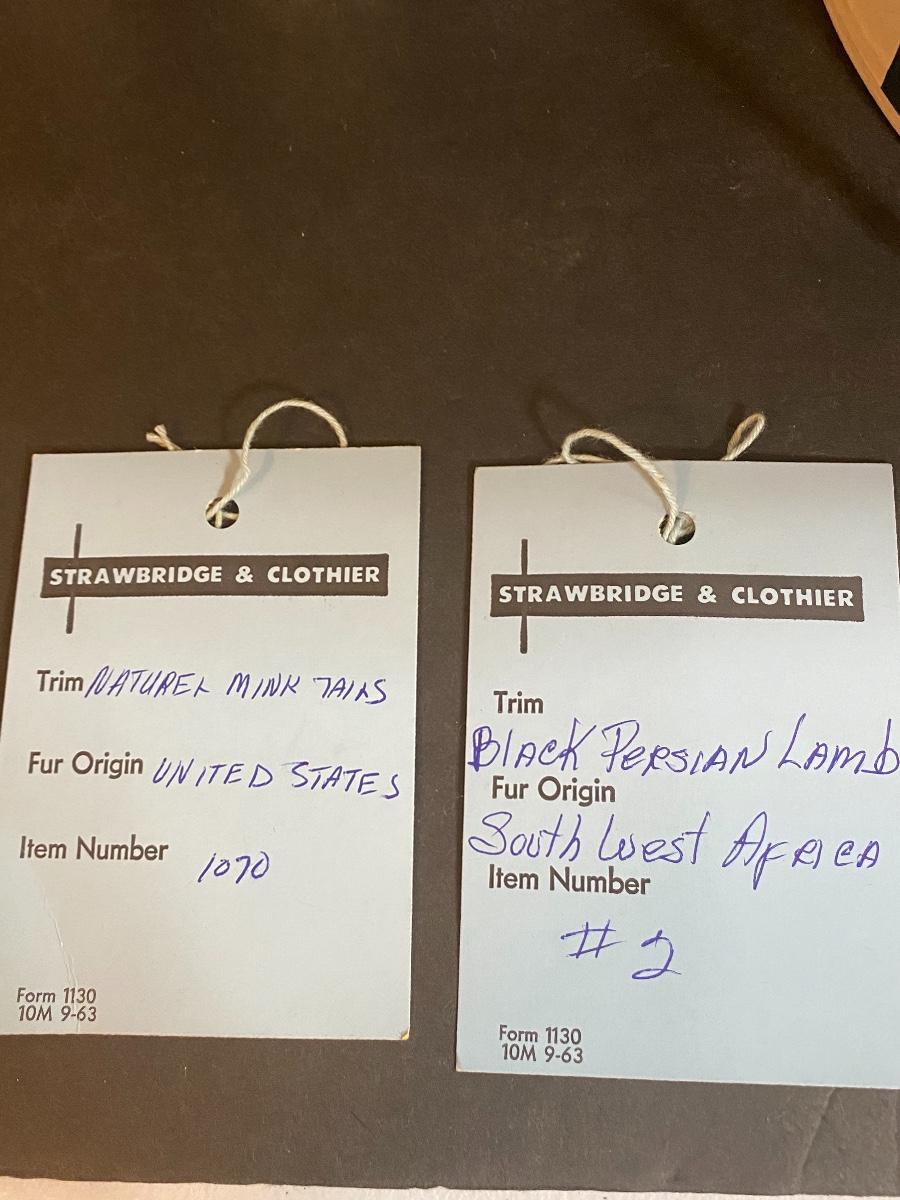 STRAWBRIDGE & CLOTHIER
Trim NATUREL MINK TAILS
Fur Origin UNITED STATES
Item Number 1070
Form 1130
10M 9-63
STRAWBRIDGE & CLOTHIER
Trim
BLACK PERSIAN LAMB
Fur Origin
South West AFRICA
Item Number
# 2
Form 1130
10M 9-63